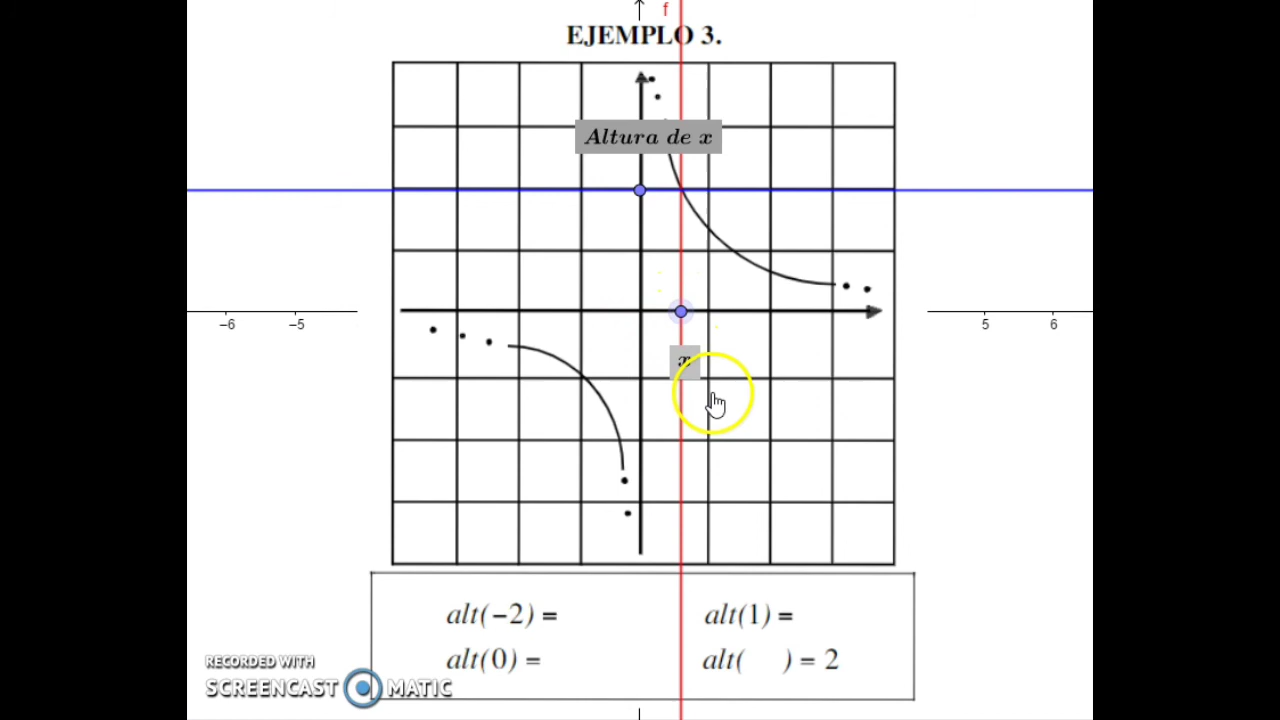 f
EJEMPLO 3.
Altura de x
−6 −5 5 6
x
alt(−2) = alt(1) =
alt(0) = alt( ) = 2
RECORDED WITH
SCREENCAST MATIC